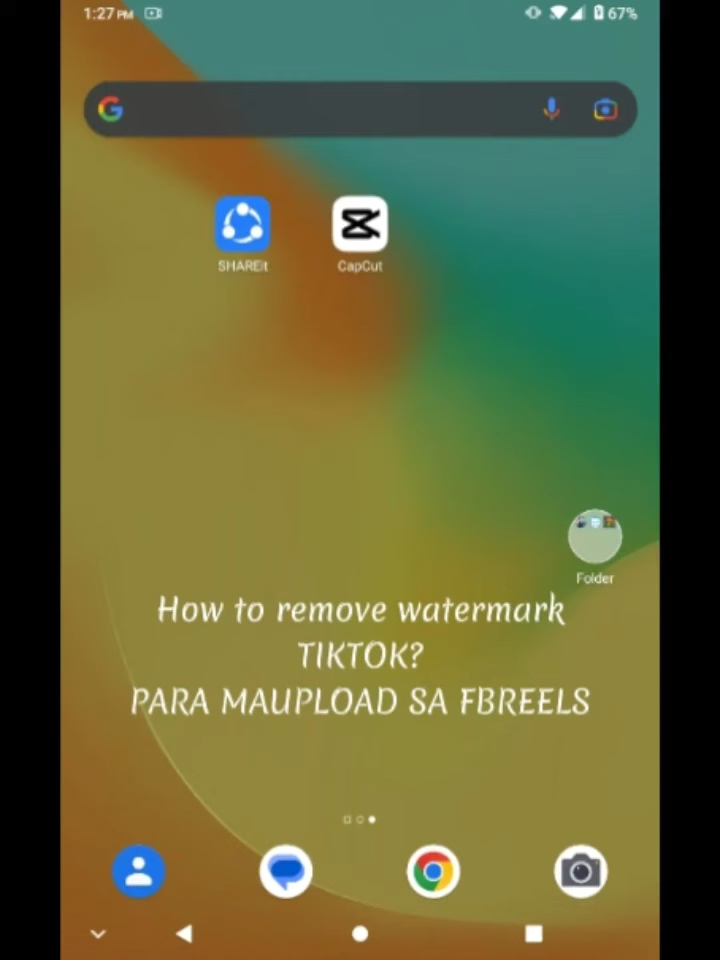 1:27 PM
67%
SHAREit
CapCut
Folder
How to remove watermark
TIKTOK?
PARA MAUPLOAD SA FBREELS